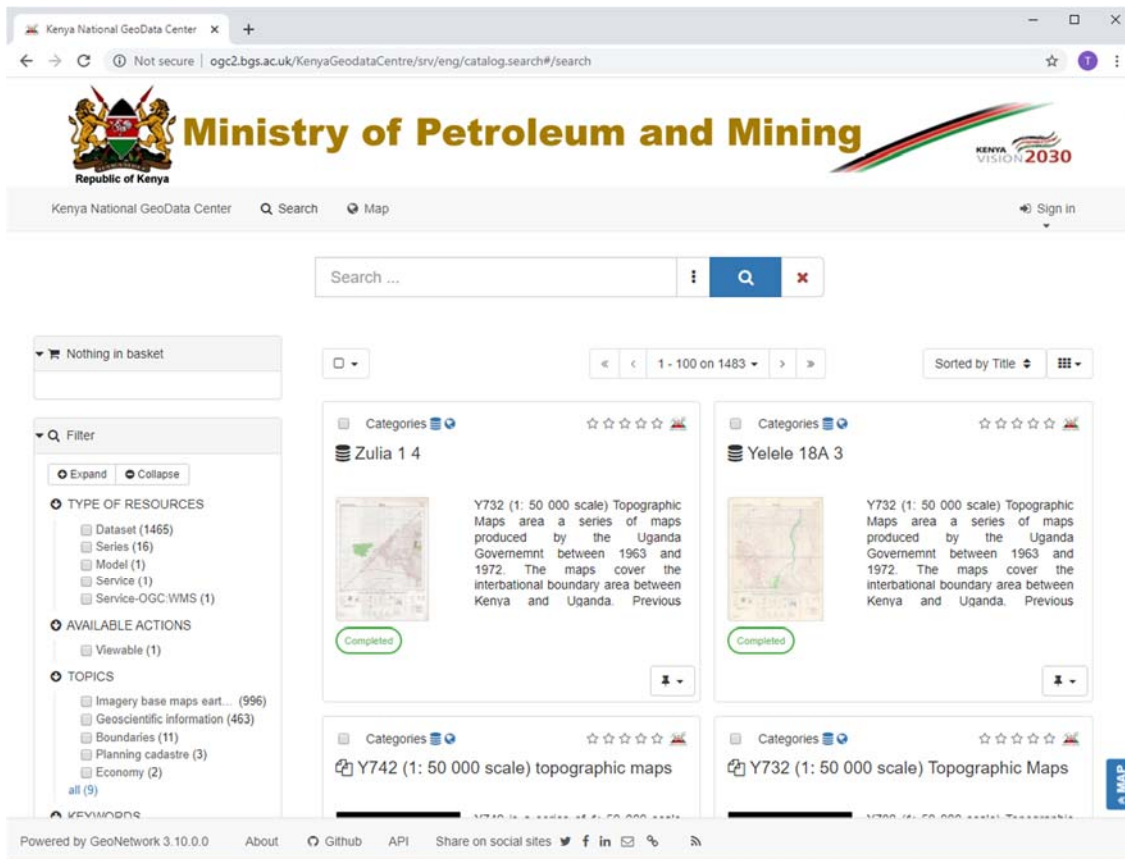 Kenya National GeoData Center
Not secure | ogc2.bgs.ac.uk/KenyaGeodataCentre/srv/eng/catalog.search#/search
T
Ministry of Petroleum and Mining
Republic of Kenya
KENYA
VISION 2030
Kenya National GeoData Center Search Map Sign in
Search ...
Nothing in basket
1 - 100 on 1483
Sorted by Title
Filter
Expand Collapse
TYPE OF RESOURCES
Dataset (1465)
Series (16)
Model (1)
Service (1)
Service-OGC:WMS (1)
AVAILABLE ACTIONS
Viewable (1)
TOPICS
Imagery base maps eart... (996)
Geoscientific information (463)
Boundaries (11)
Planning cadastre (3)
Economy (2)
all (9)
KEYWORDS
Categories
Zulia 1 4
Y732 (1: 50 000 scale) Topographic
Maps area a series of maps
produced by the Uganda
Governemnt between 1963 and
1972. The maps cover the
interbational boundary area between
Kenya and Uganda. Previous
Completed
Categories
Yelele 18A 3
Y732 (1: 50 000 scale) Topographic
Maps area a series of maps
produced by the Uganda
Governemnt between 1963 and
1972. The maps cover the
interbational boundary area between
Kenya and Uganda. Previous
Completed
Categories
Y742 (1: 50 000 scale) topographic maps
Categories
Y732 (1: 50 000 scale) Topographic Maps
MAP
Powered by GeoNetwork 3.10.0.0 About Github API Share on social sites